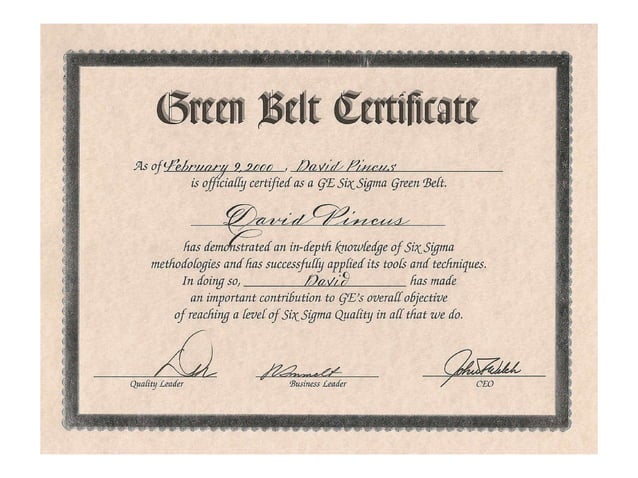 Green Belt Certificate
As of February 9, 2000 , David Pincus
is officially certified as a GE Six Sigma Green Belt.
David Pincus
has demonstrated an in-depth knowledge of Six Sigma
methodologies and has successfully applied its tools and techniques.
In doing so, David has made
an important contribution to GE's overall objective
of reaching a level of Six Sigma Quality in all that we do.
John F Welch
Quality Leader Business Leader CEO